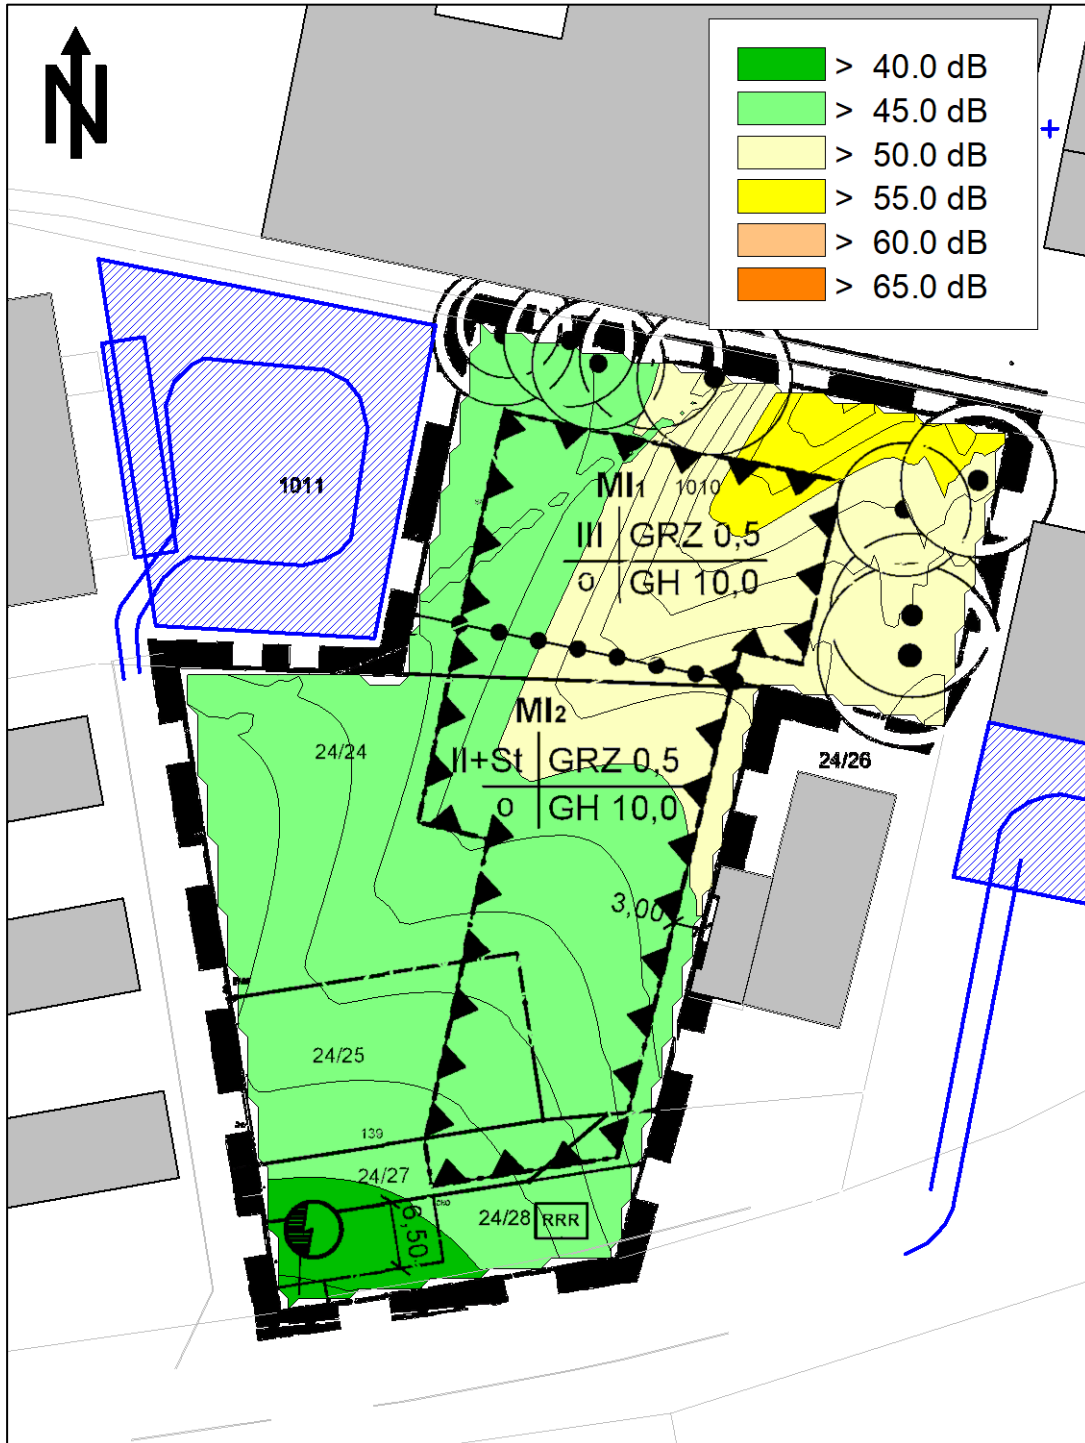 N
> 40.0 dB
> 45.0 dB
> 50.0 dB
> 55.0 dB
> 60.0 dB
> 65.0 dB
1011
MI1 1010
III GRZ 0,5
o GH 10,0
MI2
24/24
II+St GRZ 0,5
o GH 10,0
24/26
3,00
24/25
139
24/27
6,50
24/28 RRR